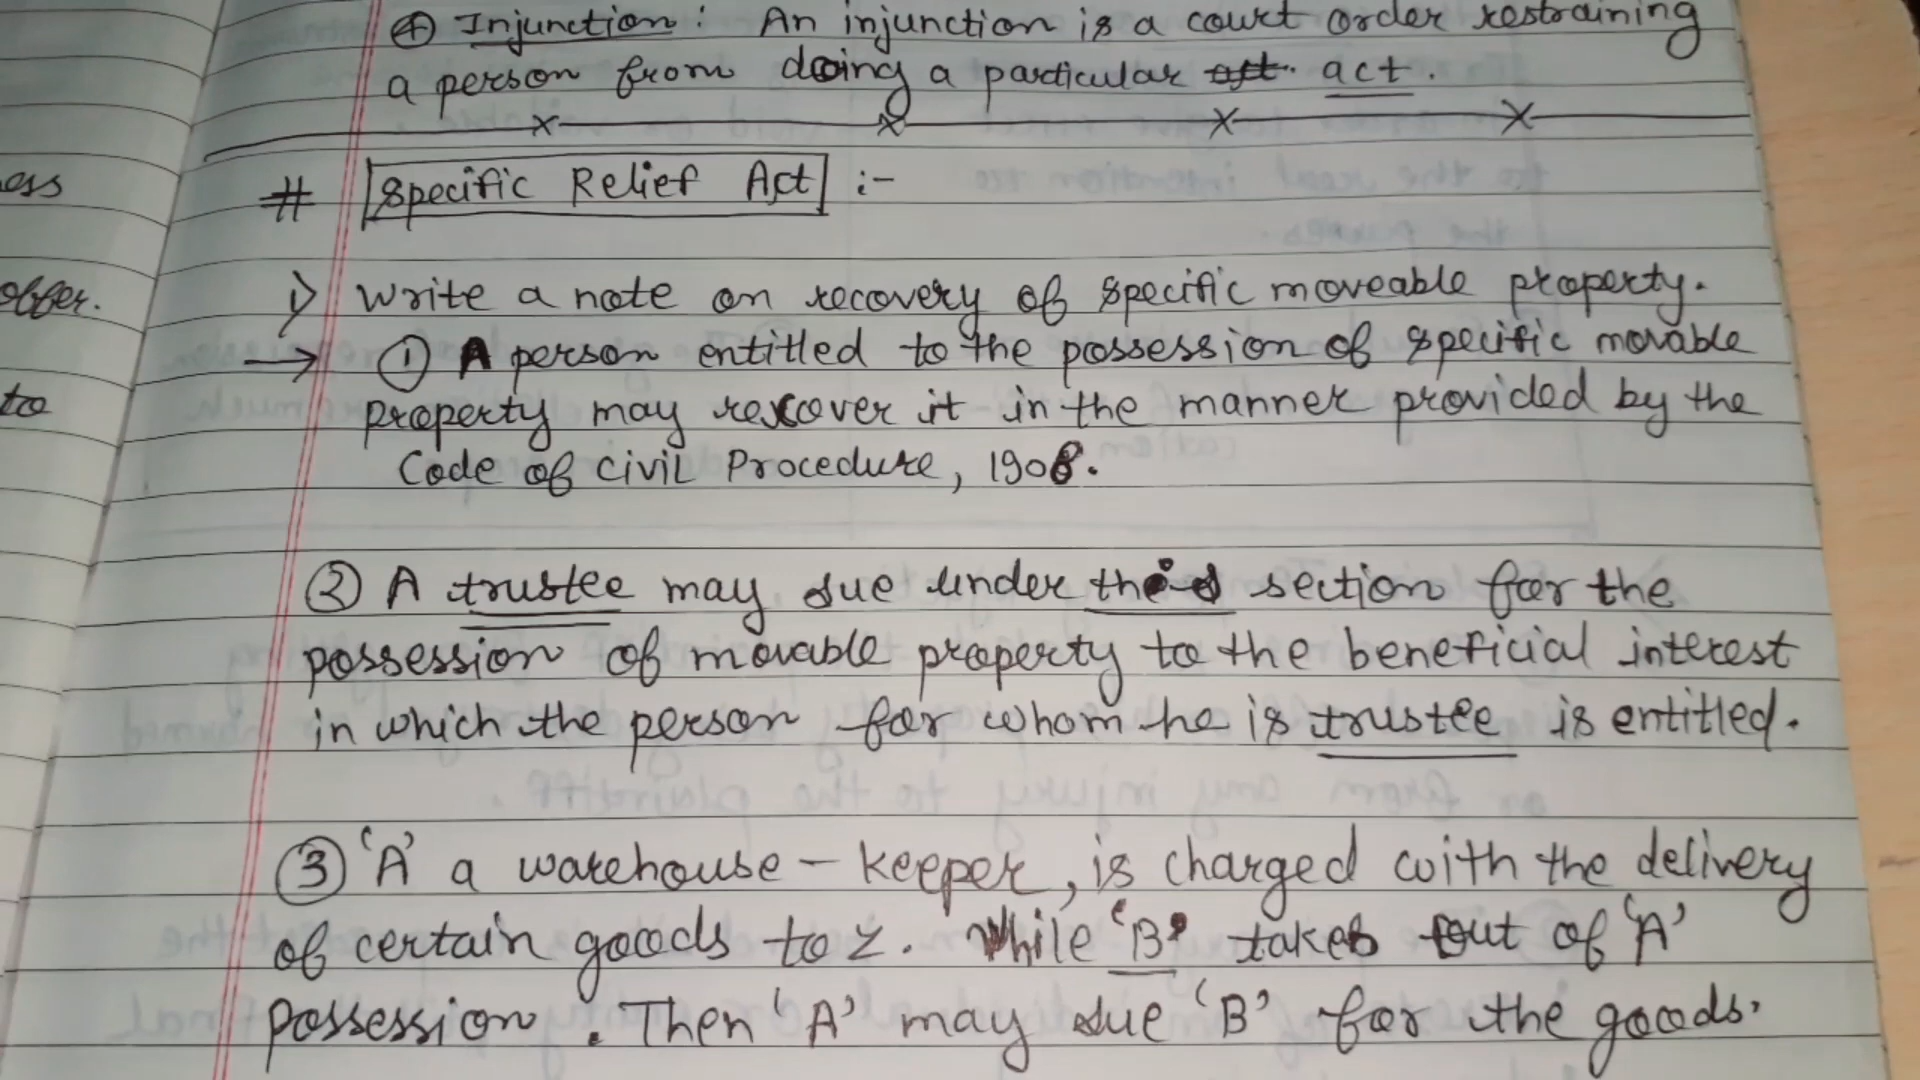 ④ Injunction : An injunction is a court order restraining
a person from doing a particular act. act.
# Specific Relief Act :-
ess
offer.
to
1) Write a note on recovery of specific moveable property.
→ ① A person entitled to the possession of specific movable
property may recover it in the manner provided by the
Code of Civil Procedure, 1908.
② A trustee may sue under this section for the
possession of movable property to the beneficial interest
in which the person for whom he is trustee is entitled.
③ 'A' a warehouse - keeper, is charged with the delivery
of certain goods to Z. While 'B' takes out of 'A'
possession. Then 'A' may sue 'B' for the goods.